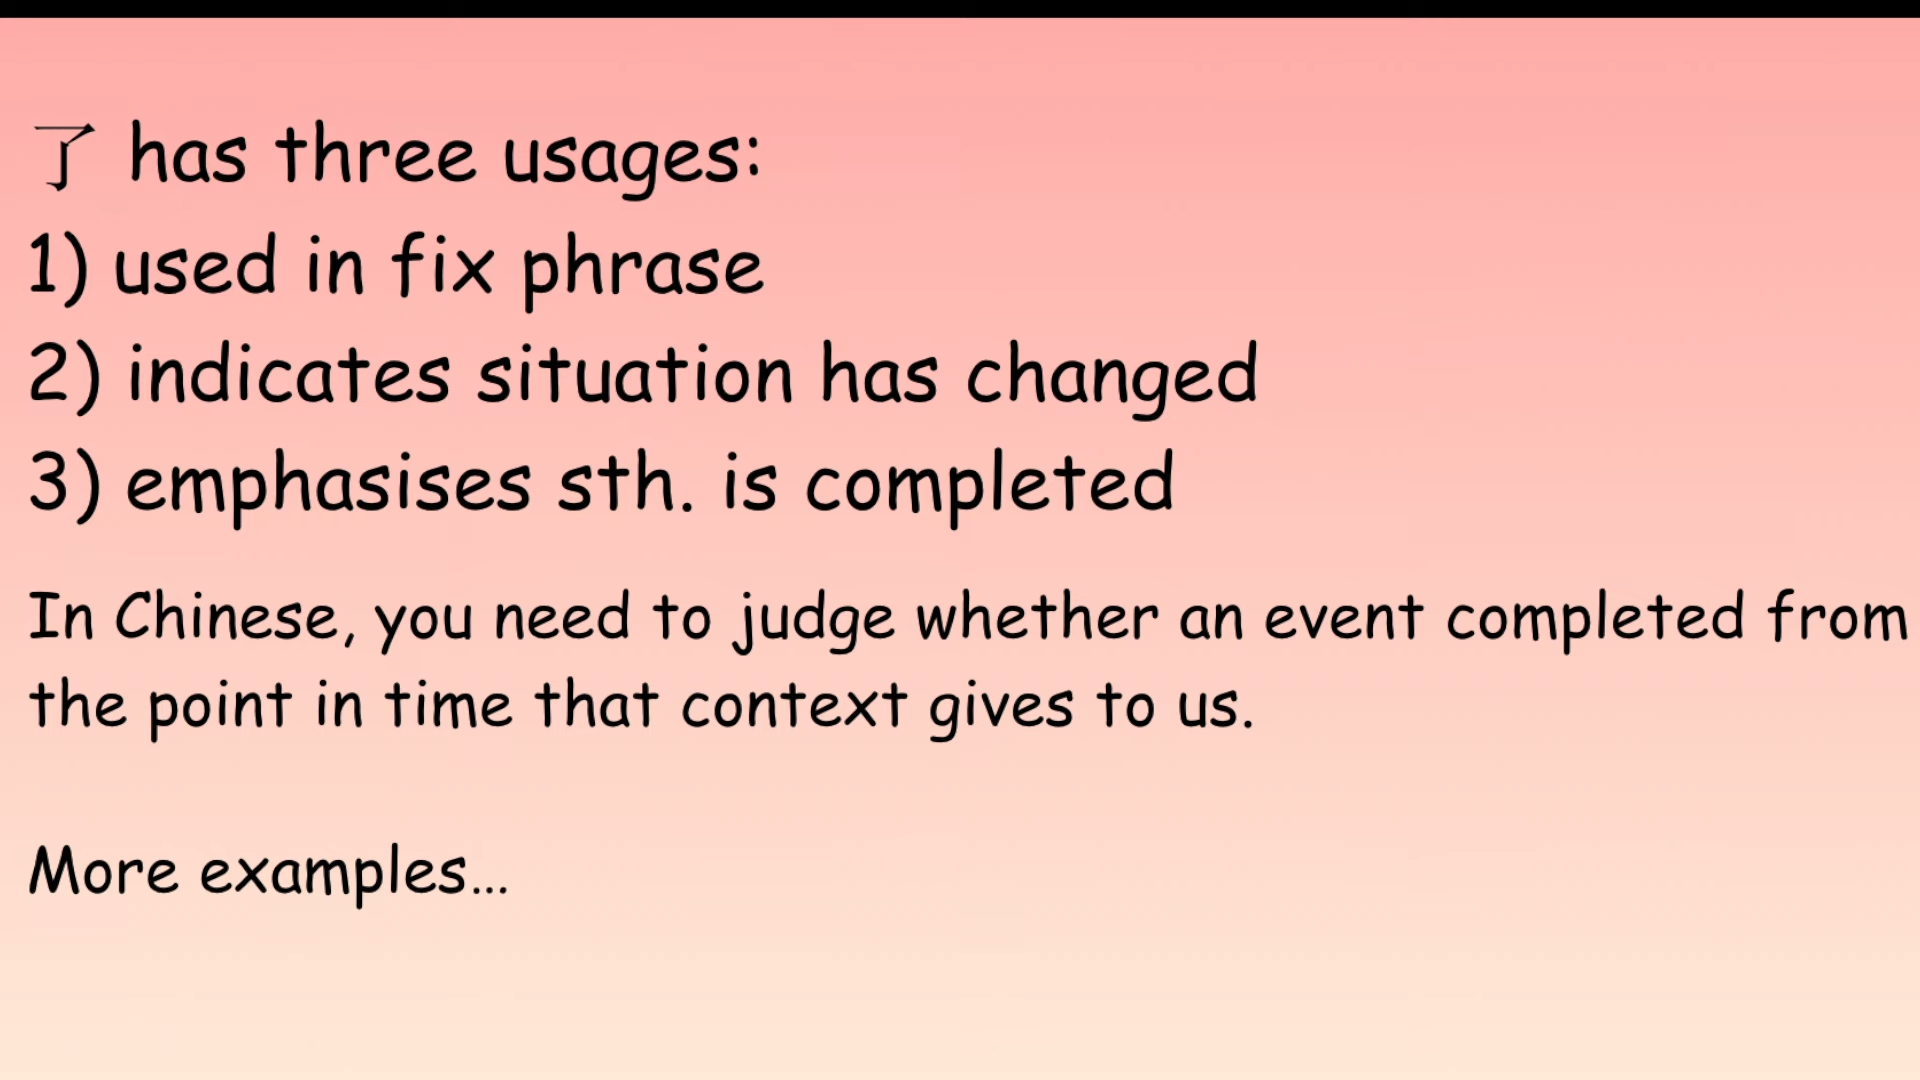 了 has three usages:
1) used in fix phrase
2) indicates situation has changed
3) emphasises sth. is completed
In Chinese, you need to judge whether an event completed from
the point in time that context gives to us.
More examples...